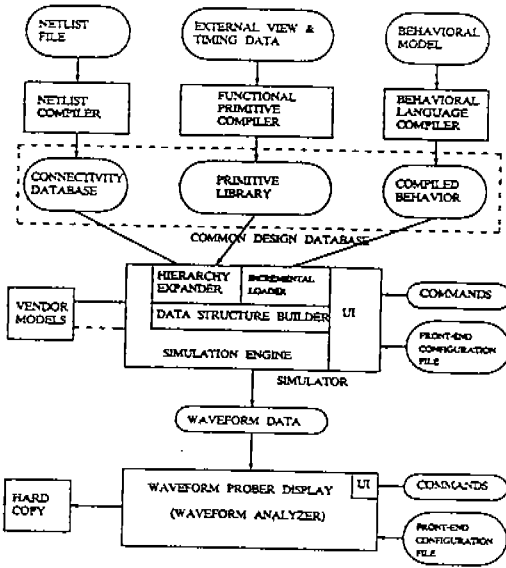 NETLIST
FILE
EXTERNAL VIEW &
TIMING DATA
BEHAVIORAL
MODEL
NETLIST
COMPILER
FUNCTIONAL
PRIMITIVE
COMPILER
BEHAVIORAL
LANGUAGE
COMPILER
CONNECTIVITY
DATABASE
PRIMITIVE
LIBRARY
COMPILED
BEHAVIOR
COMMON DESIGN DATABASE
HIERARCHY
EXPANDER
INCREMENTAL
LOADER
UI
DATA STRUCTURE BUILDER
SIMULATION ENGINE
SIMULATOR
VENDOR
MODELS
COMMANDS
FRONT-END
CONFIGURATION
FILE
WAVEFORM DATA
WAVEFORM PROBER DISPLAY
(WAVEFORM ANALYZER)
UI
HARD
COPY
COMMANDS
FRONT-END
CONFIGURATION
FILE